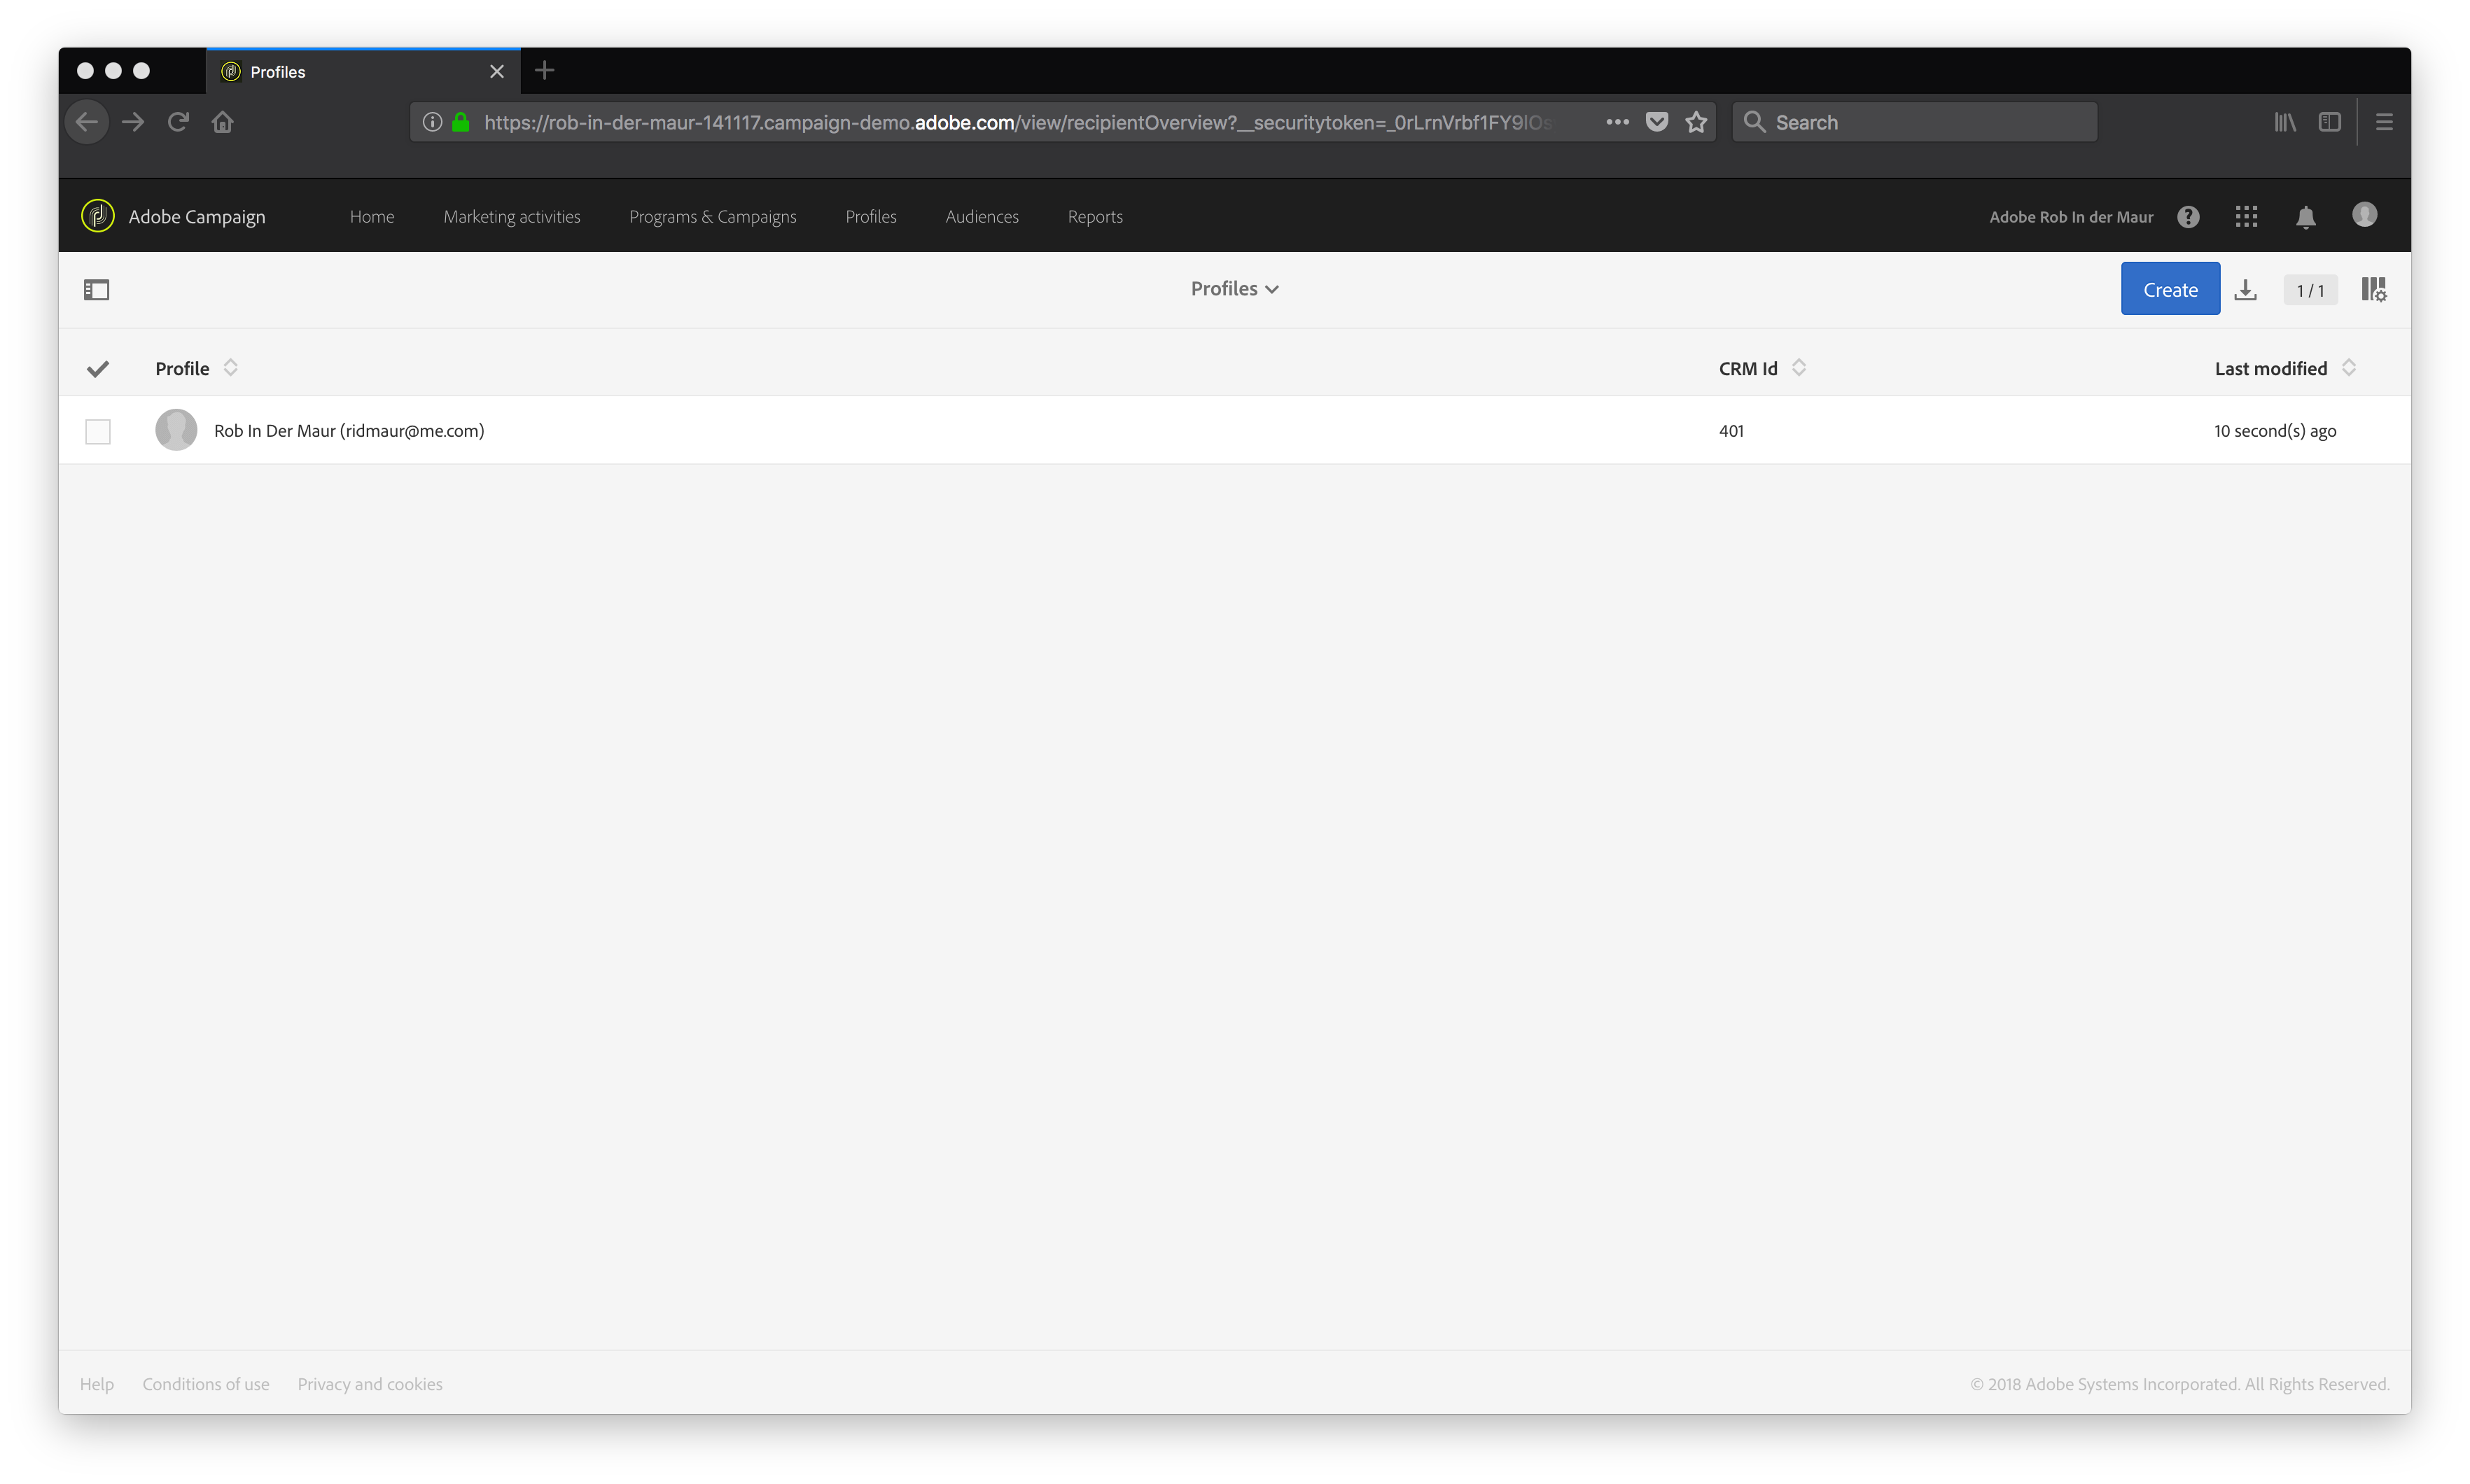 Profiles
https://rob-in-der-maur-141117.campaign-demo.adobe.com/view/recipientOverview?__securitytoken=_0rLrnVrbf1FY9IOs
Search
Adobe Campaign
Home
Marketing activities
Programs & Campaigns
Profiles
Audiences
Reports
Adobe Rob In der Maur
Profiles
Create
1 / 1
Profile
CRM Id
Last modified
Rob In Der Maur (ridmaur@me.com)
401
10 second(s) ago
Help
Conditions of use
Privacy and cookies
© 2018 Adobe Systems Incorporated. All Rights Reserved.